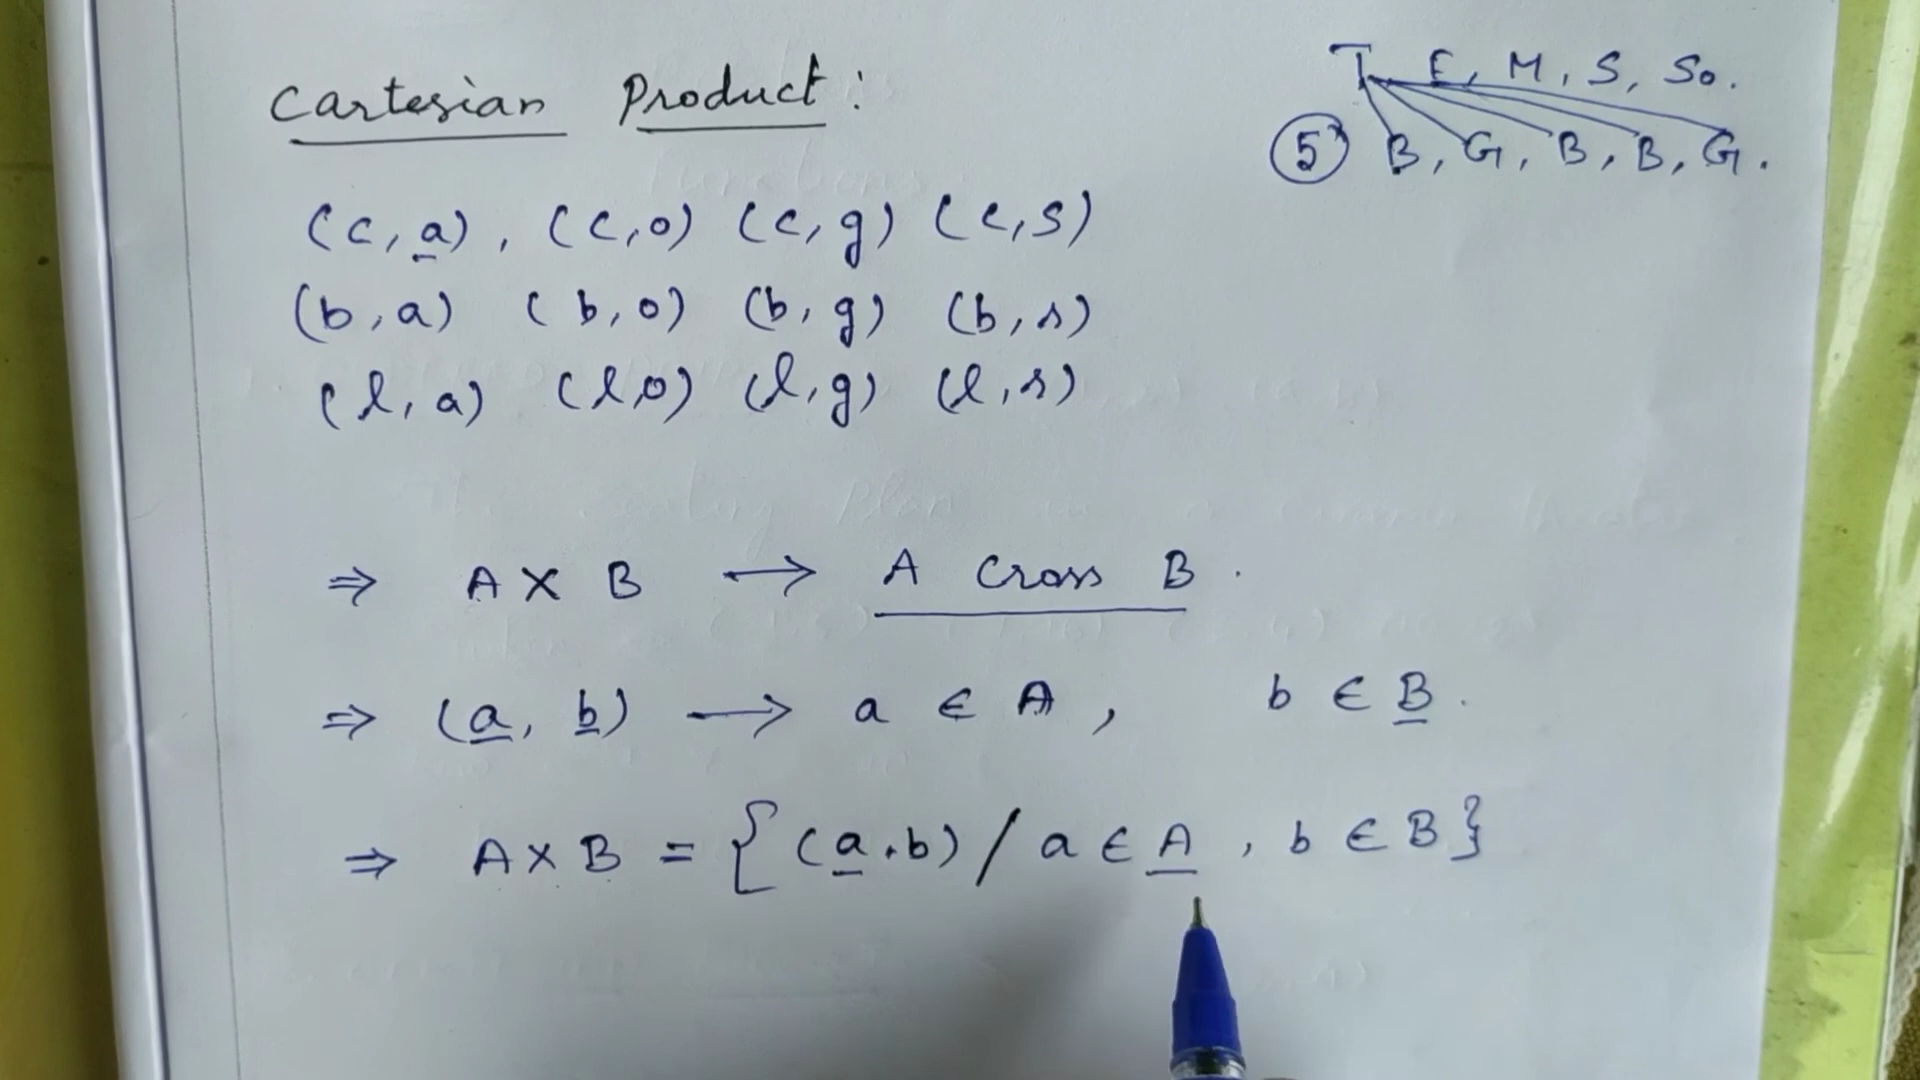 Cartesian Product :
T E, M, S, So.
5 B, G, B, B, G.
(c, a), (c, o) (c, g) (c, s)
(b, a) (b, o) (b, g) (b, s)
(l, a) (l, o) (l, g) (l, s)
⇒ A X B → A Cross B .
⇒ (a, b) → a ∈ A , b ∈ B .
⇒ A X B = { (a, b) / a ∈ A , b ∈ B }